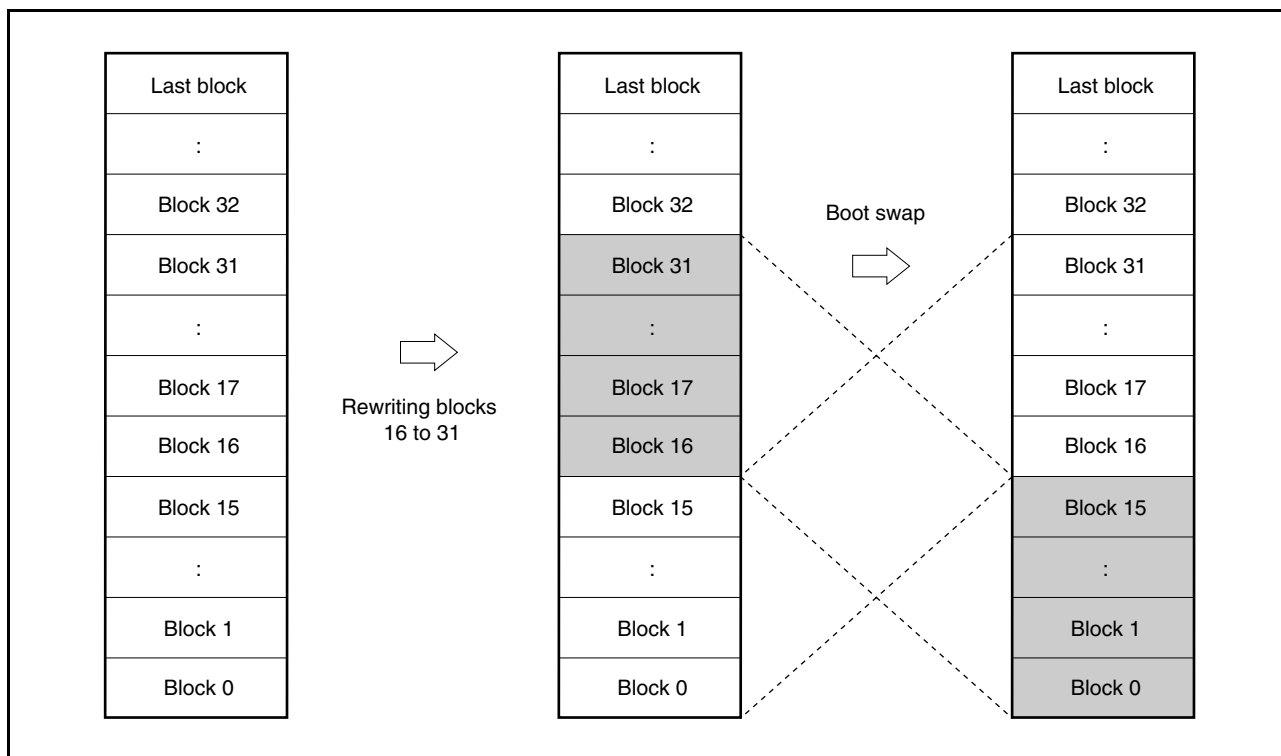 Last block
:
Block 32
Block 31
:
Block 17
Block 16
Block 15
:
Block 1
Block 0
Rewriting blocks
16 to 31
Last block
:
Block 32
Block 31
:
Block 17
Block 16
Block 15
:
Block 1
Block 0
Boot swap
Last block
:
Block 32
Block 31
:
Block 17
Block 16
Block 15
:
Block 1
Block 0